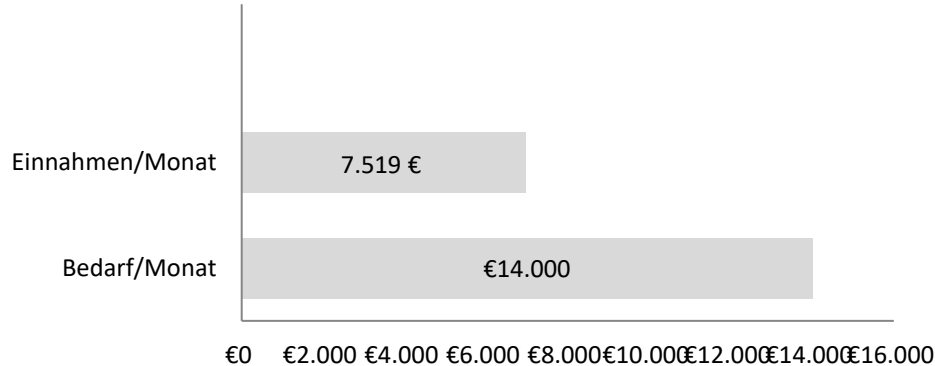 Einnahmen/Monat 7.519 €
Bedarf/Monat €14.000
€0 €2.000 €4.000 €6.000 €8.000 €10.000 €12.000 €14.000 €16.000